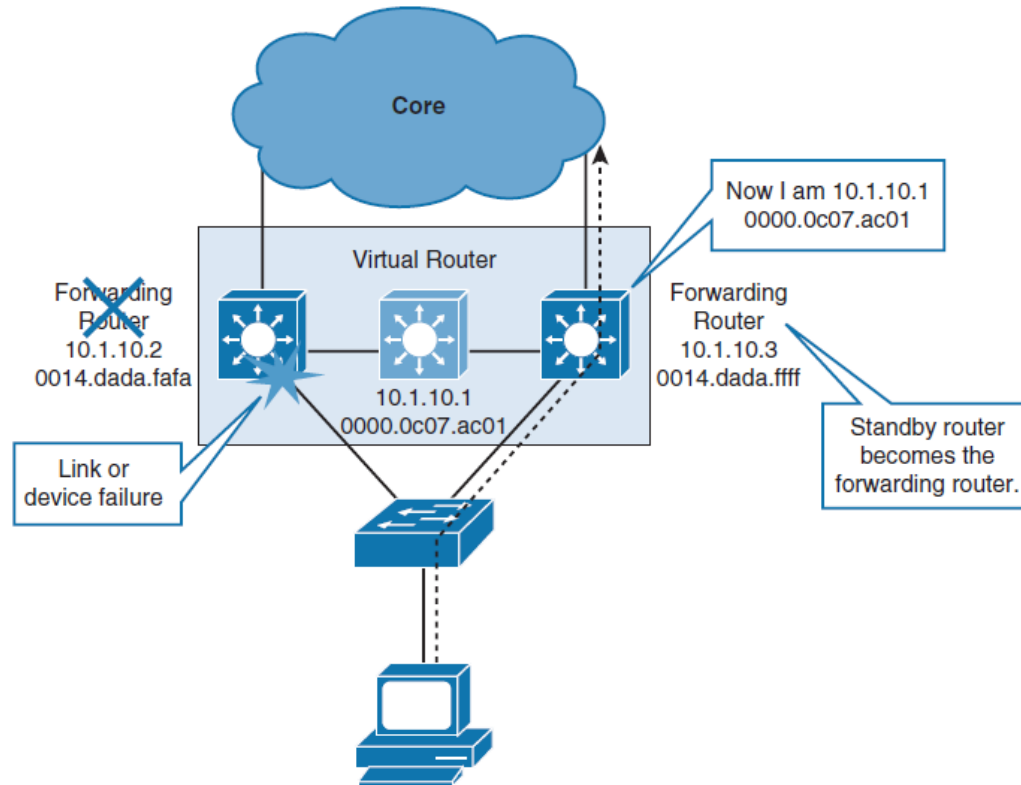 Core
Now I am 10.1.10.1
0000.0c07.ac01
Virtual Router
Forwarding
Router
10.1.10.2
0014.dada.fafa
10.1.10.1
0000.0c07.ac01
Forwarding
Router
10.1.10.3
0014.dada.ffff
Link or
device failure
Standby router
becomes the
forwarding router.